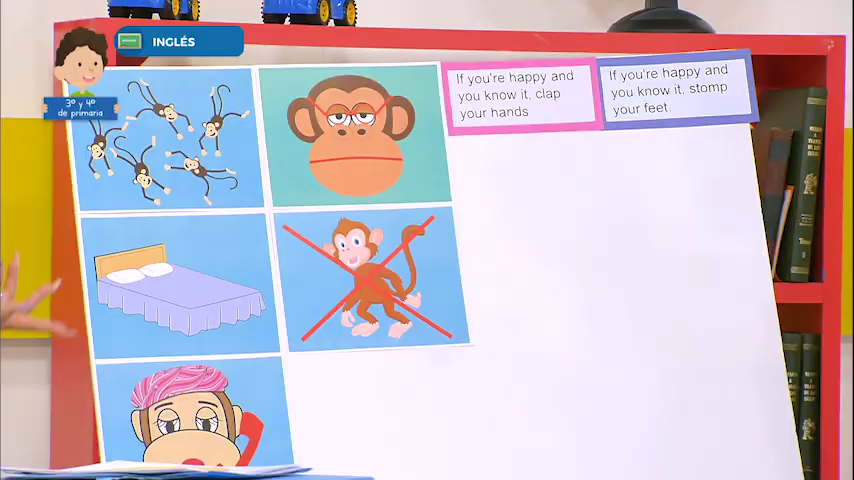 INGLÉS
3º y 4º
de primaria
If you're happy and
you know it, clap
your hands
If you're happy and
you know it, stomp
your feet.